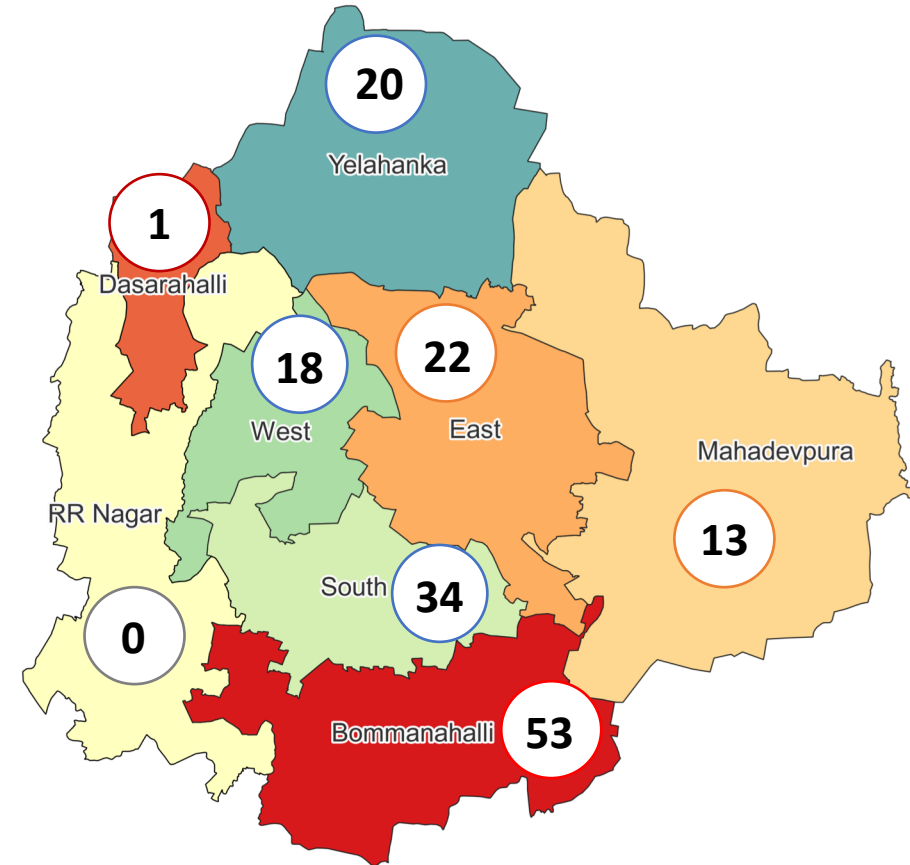 20
Yelahanka
1
Dasarahalli
18
West
22
East
Mahadevpura
13
RR Nagar
0
South
34
Bommanahalli
53